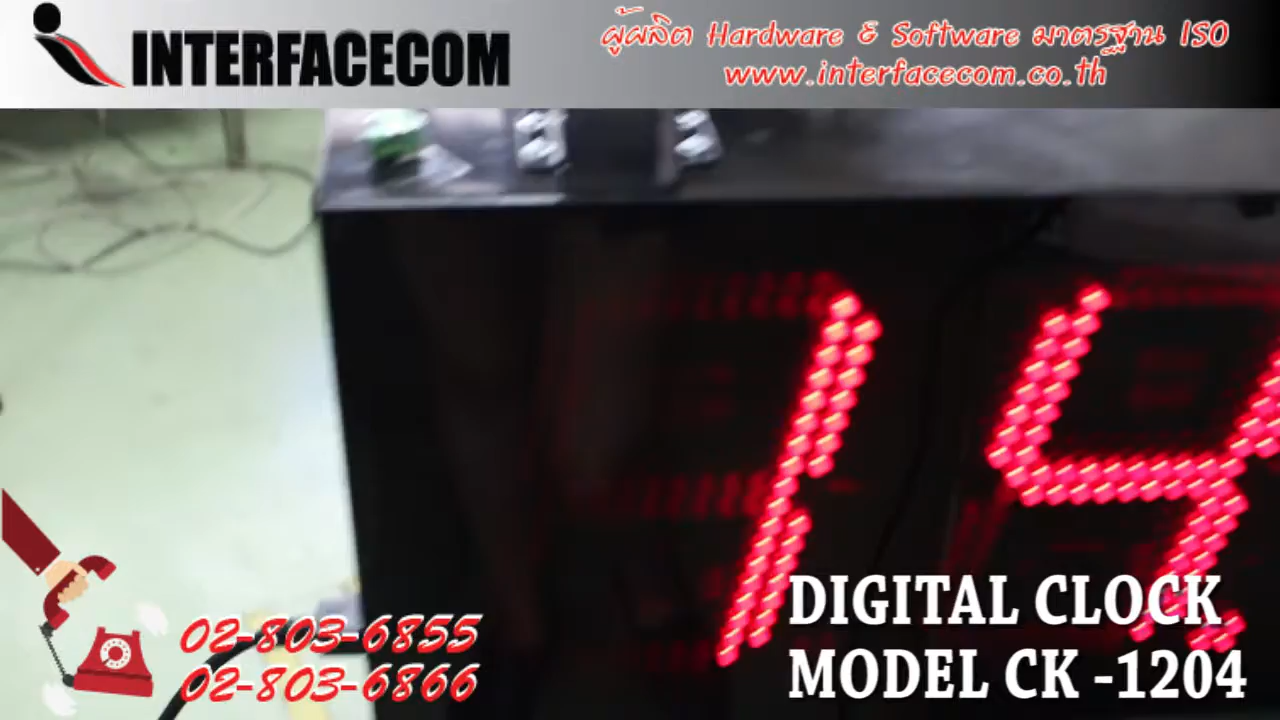 INTERFACECOM
ผู้ผลิต Hardware & Software มาตรฐาน ISO
www.interfacecom.co.th
14
02-803-6855
02-803-6866
DIGITAL CLOCK
MODEL CK -1204